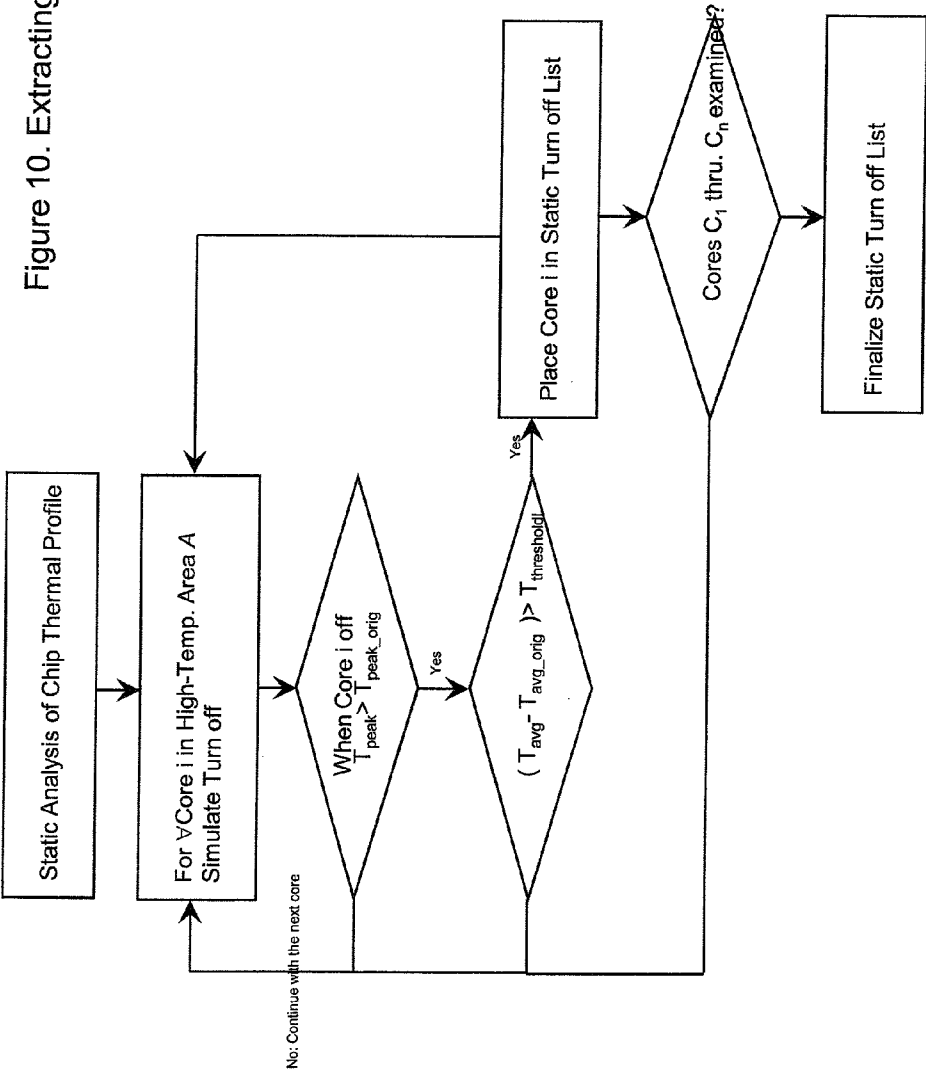 Figure 10. Extracting
Static Analysis of Chip Thermal Profile
For ∀Core i in High-Temp. Area A
Simulate Turn off
No: Continue with the next core
When Core i off
T_peak> T_peak_orig
Yes
( T_avg- T_avg_orig )> T_threshold!
Yes
Place Core i in Static Turn off List
Cores C_1 thru. C_n examined?
Finalize Static Turn off List